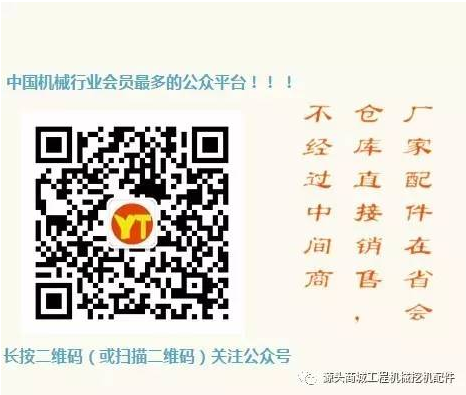 中国机械行业会员最多的公众平台！！！
厂家配件在省会
仓库直接销售，
不经过中间商
YT
长按二维码（或扫描二维码）关注公众号
源头商城工程机械挖机配件